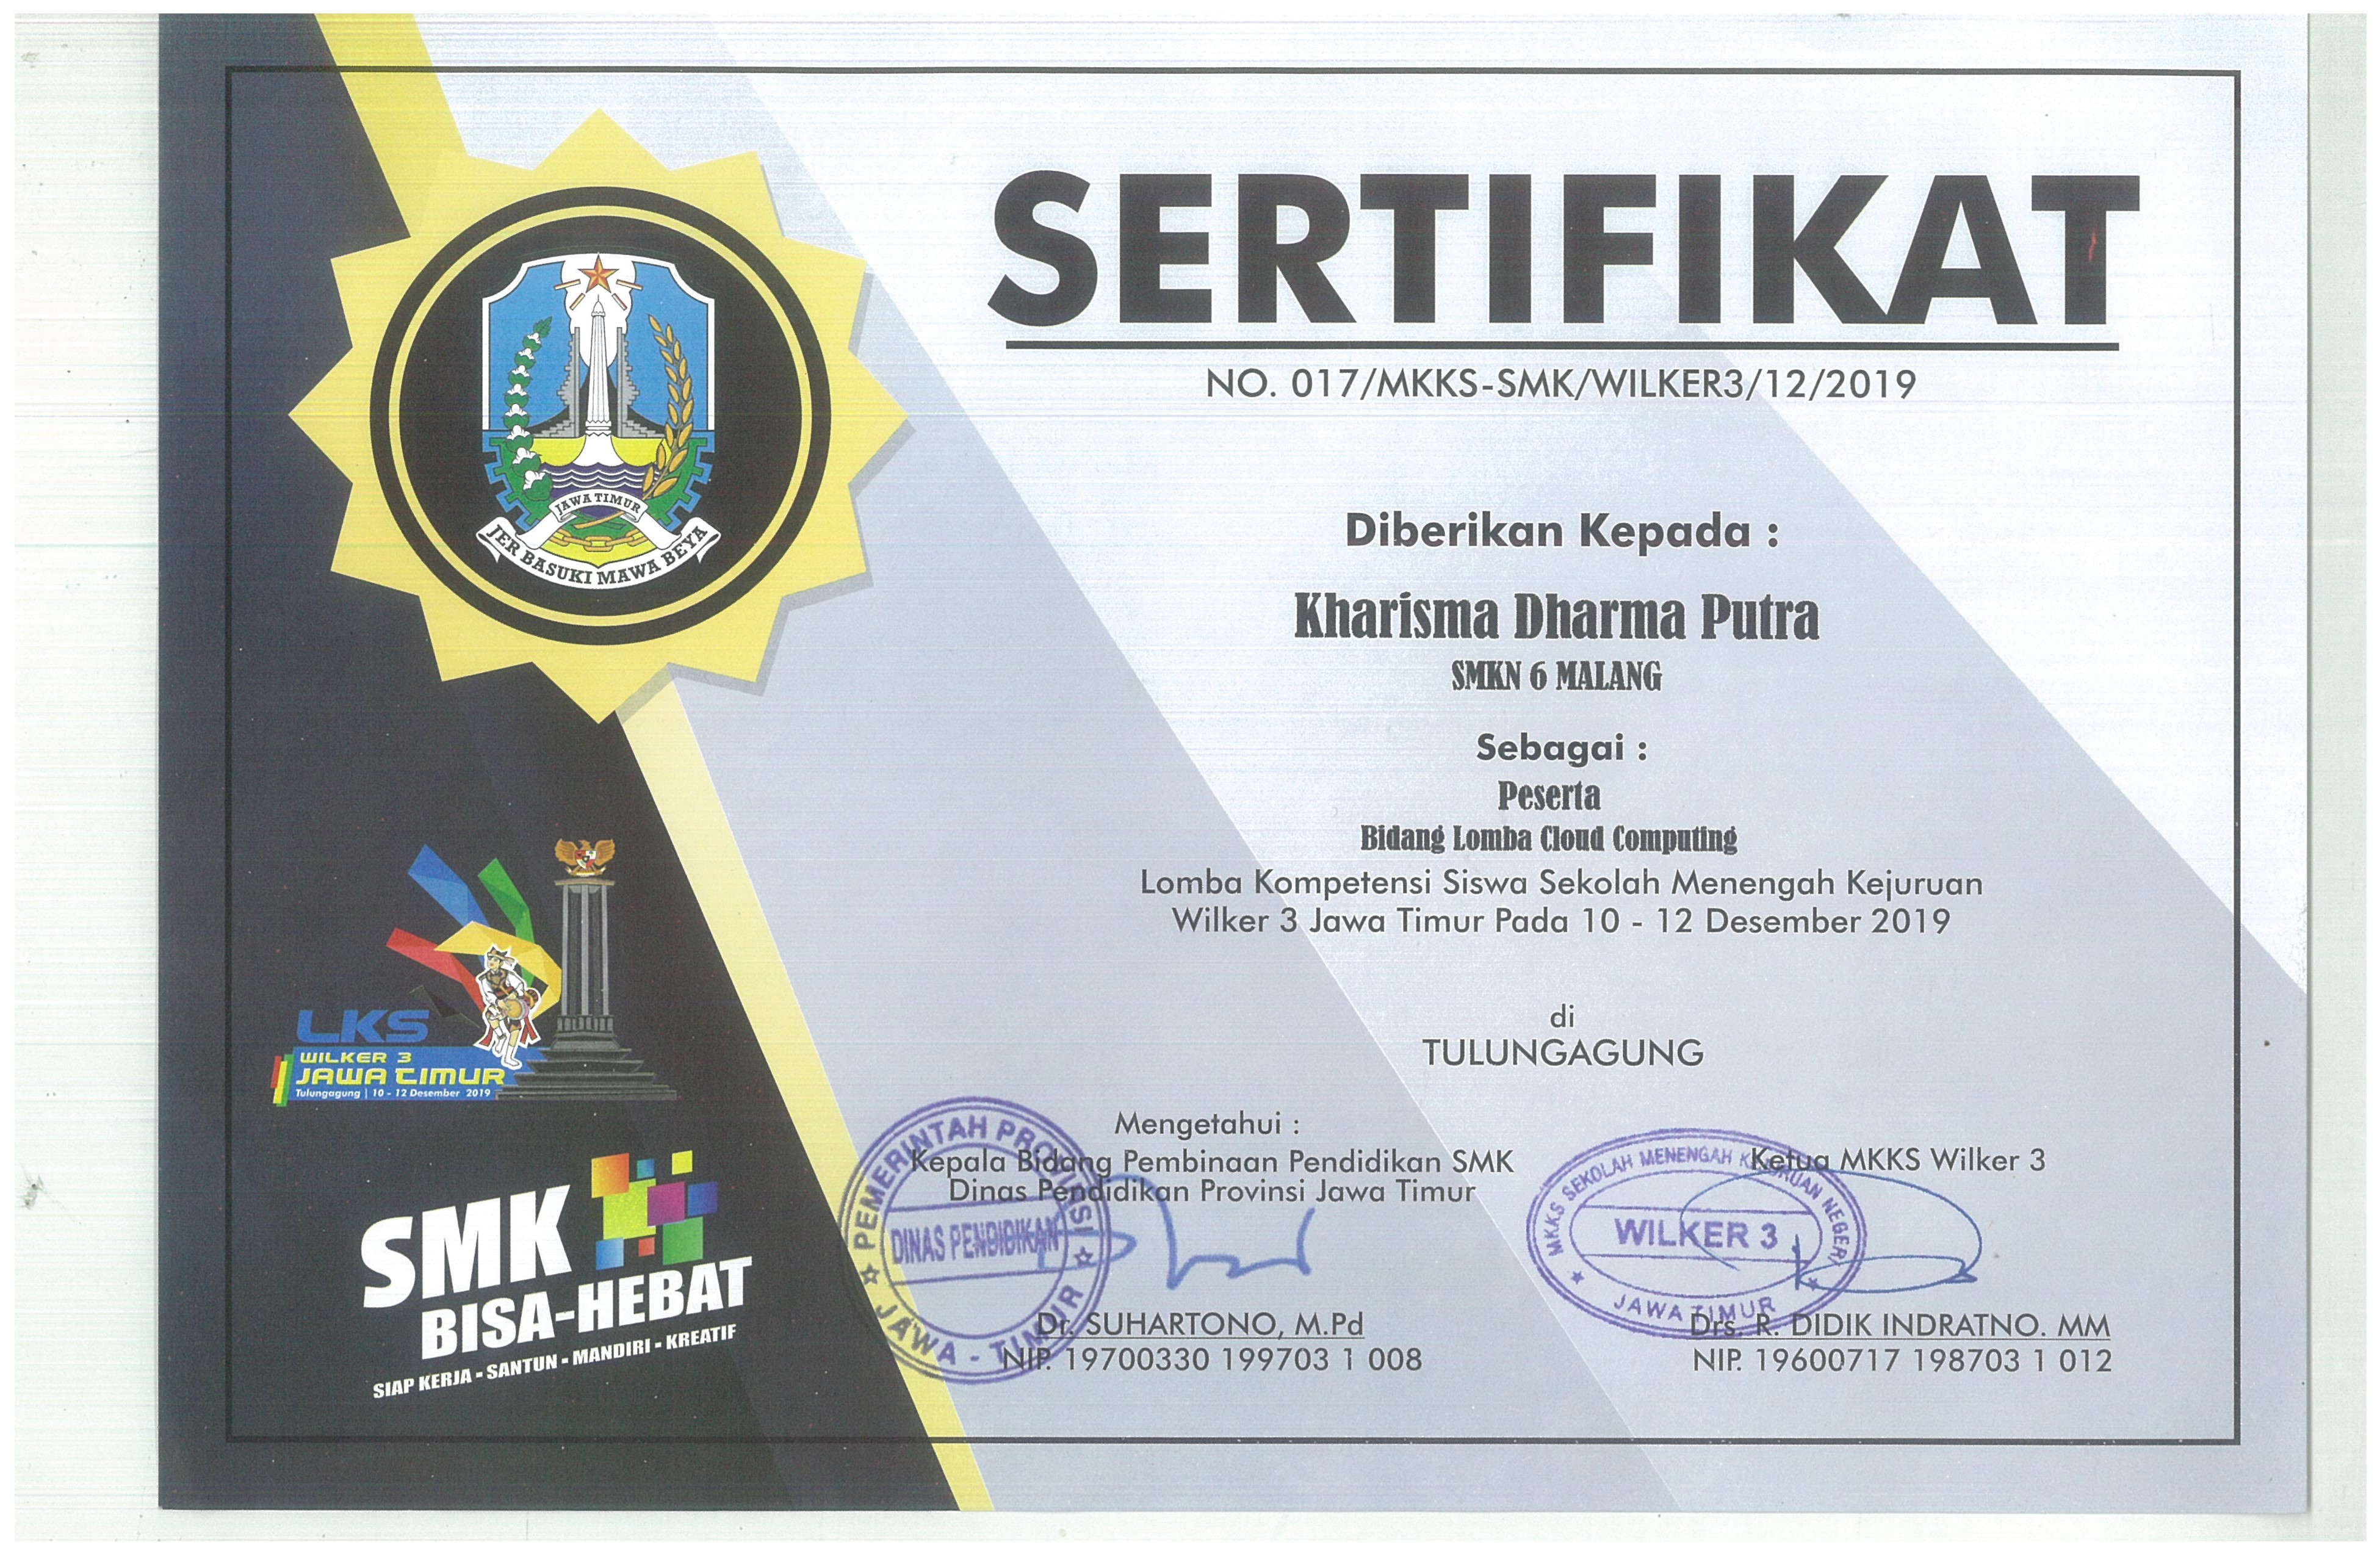 SERTIFIKAT
NO. 017/MKKS-SMK/WILKER3/12/2019
JAWA TIMUR
JER BASUKI MAWA BEYA
Diberikan Kepada :
Kharisma Dharma Putra
SMKN 6 MALANG
Sebagai :
Peserta
Bidang Lomba Cloud Computing
Lomba Kompetensi Siswa Sekolah Menengah Kejuruan
Wilker 3 Jawa Timur Pada 10 - 12 Desember 2019
di
TULUNGAGUNG
LKS
WILKER 3
JAWA TIMUR
Tulungagung | 10 - 12 Desember 2019
SMK
BISA-HEBAT
SIAP KERJA - SANTUN - MANDIRI - KREATIF
Mengetahui :
Kepala Bidang Pembinaan Pendidikan SMK
Dinas Pendidikan Provinsi Jawa Timur
PEMERINTAH PROVINSI
DINAS PENDIDIKAN
JAWA - TIMUR
Dr. SUHARTONO, M.Pd
NIP. 19700330 199703 1 008
Ketua MKKS Wilker 3
MKKS SEKOLAH MENENGAH KEJURUAN NEGERI
WILKER 3
JAWA TIMUR
Drs. R. DIDIK INDRATNO. MM
NIP. 19600717 198703 1 012